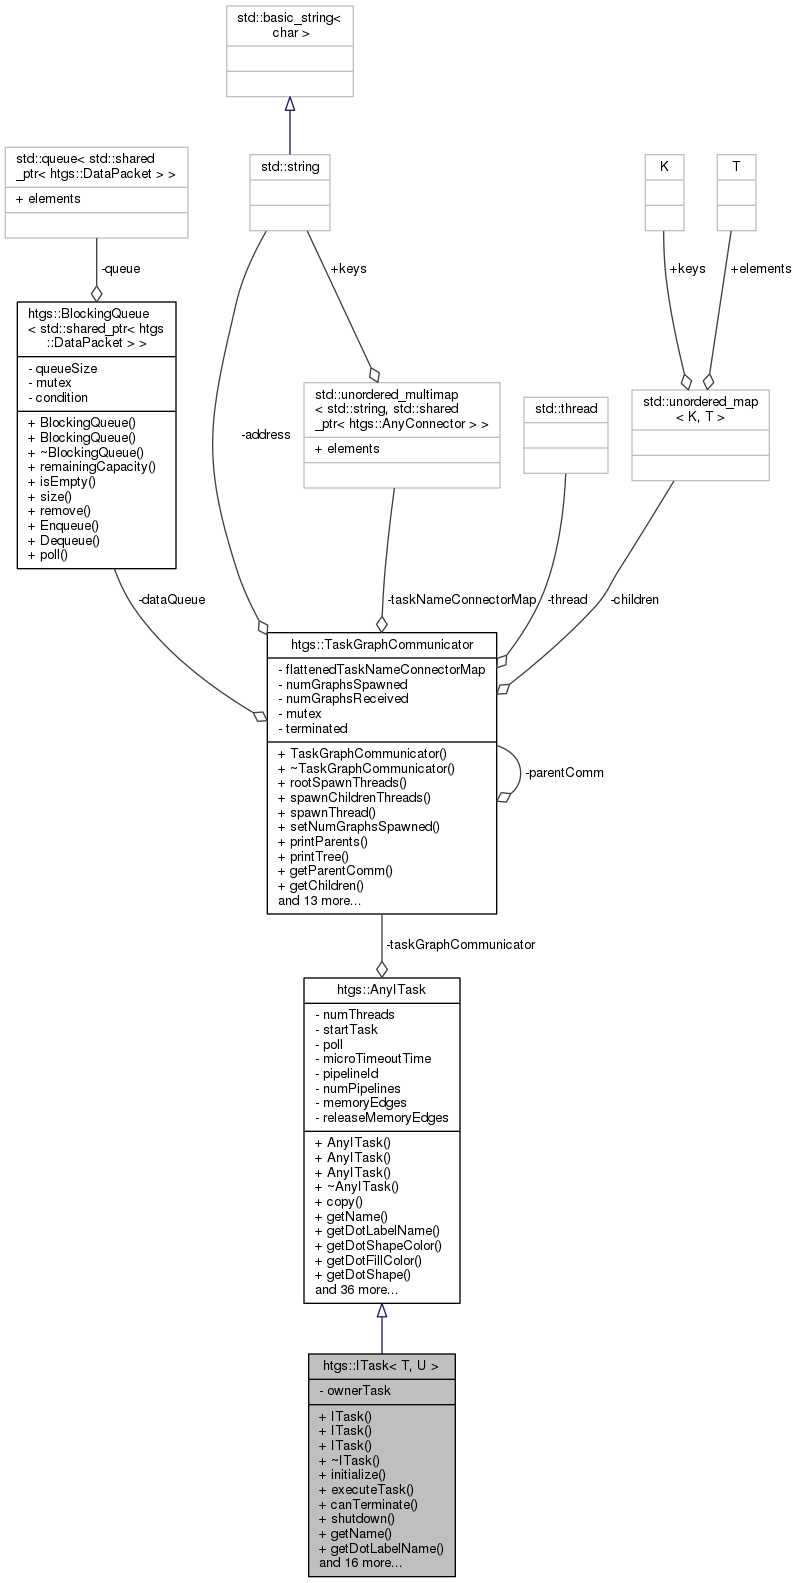 std::basic_string<
char >
std::string
std::queue< std::shared
_ptr< htgs::DataPacket > >
+ elements
K
T
-queue
+keys
+keys
+elements
htgs::BlockingQueue
< std::shared_ptr< htgs
::DataPacket > >
- queueSize
- mutex
- condition
+ BlockingQueue()
+ BlockingQueue()
+ ~BlockingQueue()
+ remainingCapacity()
+ isEmpty()
+ size()
+ remove()
+ Enqueue()
+ Dequeue()
+ poll()
-address
std::unordered_multimap
< std::string, std::shared
_ptr< htgs::AnyConnector > >
+ elements
std::thread
std::unordered_map
< K, T >
-dataQueue
-taskNameConnectorMap
-thread
-children
htgs::TaskGraphCommunicator
- flattenedTaskNameConnectorMap
- numGraphsSpawned
- numGraphsReceived
- mutex
- terminated
+ TaskGraphCommunicator()
+ ~TaskGraphCommunicator()
+ rootSpawnThreads()
+ spawnChildrenThreads()
+ spawnThread()
+ setNumGraphsSpawned()
+ printParents()
+ printTree()
+ getParentComm()
+ getChildren()
and 13 more...
-parentComm
-taskGraphCommunicator
htgs::AnyITask
- numThreads
- startTask
- poll
- microTimeoutTime
- pipelineId
- numPipelines
- memoryEdges
- releaseMemoryEdges
+ AnyITask()
+ AnyITask()
+ AnyITask()
+ ~AnyITask()
+ copy()
+ getName()
+ getDotLabelName()
+ getDotShapeColor()
+ getDotFillColor()
+ getDotShape()
and 36 more...
htgs::ITask< T, U >
- ownerTask
+ ITask()
+ ITask()
+ ITask()
+ ~ITask()
+ initialize()
+ executeTask()
+ canTerminate()
+ shutdown()
+ getName()
+ getDotLabelName()
and 16 more...